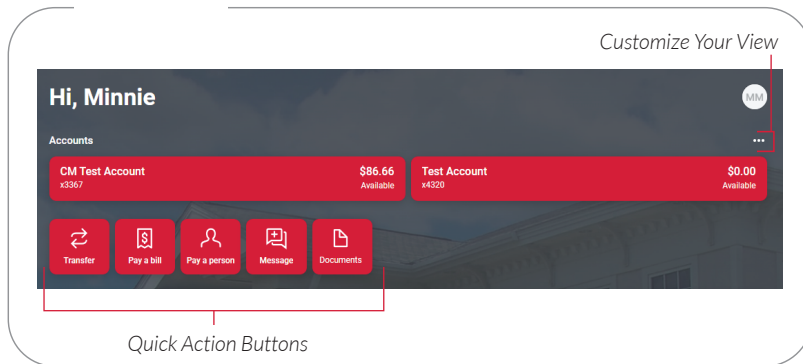 Customize Your View
Hi, Minnie
MM
Accounts
CM Test Account $86.66
x3367 Available
Test Account $0.00
x4320 Available
Transfer
Pay a bill
Pay a person
Message
Documents
Quick Action Buttons